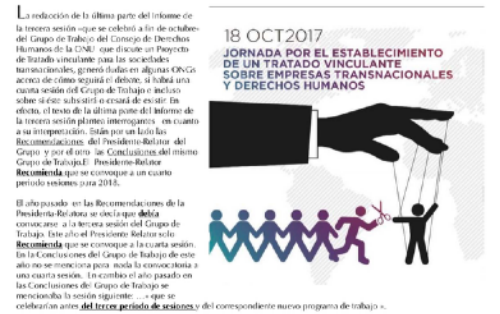 La redacción de la última parte del Informe de
la tercera sesión –que se celebró a fin de octubre-
del Grupo de Trabajo del Consejo de Derechos
Humanos de la ONU que discute un Proyecto
de Tratado vinculante para las sociedades
transnacionales, generó dudas en algunas ONGs
acerca de cómo seguirá el debate, si habrá una
cuarta sesión del Grupo de Trabajo e incluso
sobre si éste subsistirá o cesará de existir. En
efecto, el texto de la última parte del Informe de
la tercera sesión plantea interrogantes en cuanto
a su interpretación. Están por un lado las
Recomendaciones del Presidente-Relator del
Grupo y por el otro las Conclusiones del mismo
Grupo de Trabajo.El Presidente-Relator
Recomienda que se convoque a un cuarto
período sesiones para 2018.
El año pasado en las Recomendaciones de la
Presidenta-Relatora se decía que debía
convocarse a la tercera sesión del Grupo de
Trabajo. Este año el Presidente Relator solo
Recomienda que se convoque a la cuarta sesión.
En la Conclusiones del Grupo de Trabajo de este
año no se menciona para nada la convocatoria a
una cuarta sesión. En cambio el año pasado en
las Conclusiones del Grupo de Trabajo se
mencionaba la sesión siguiente: …« que se
celebrarían antes del tercer período de sesiones y del correspondiente nuevo programa de trabajo ».
18 OCT2017
JORNADA POR EL ESTABLECIMIENTO
DE UN TRATADO VINCULANTE
SOBRE EMPRESAS TRANSNACIONALES
Y DERECHOS HUMANOS